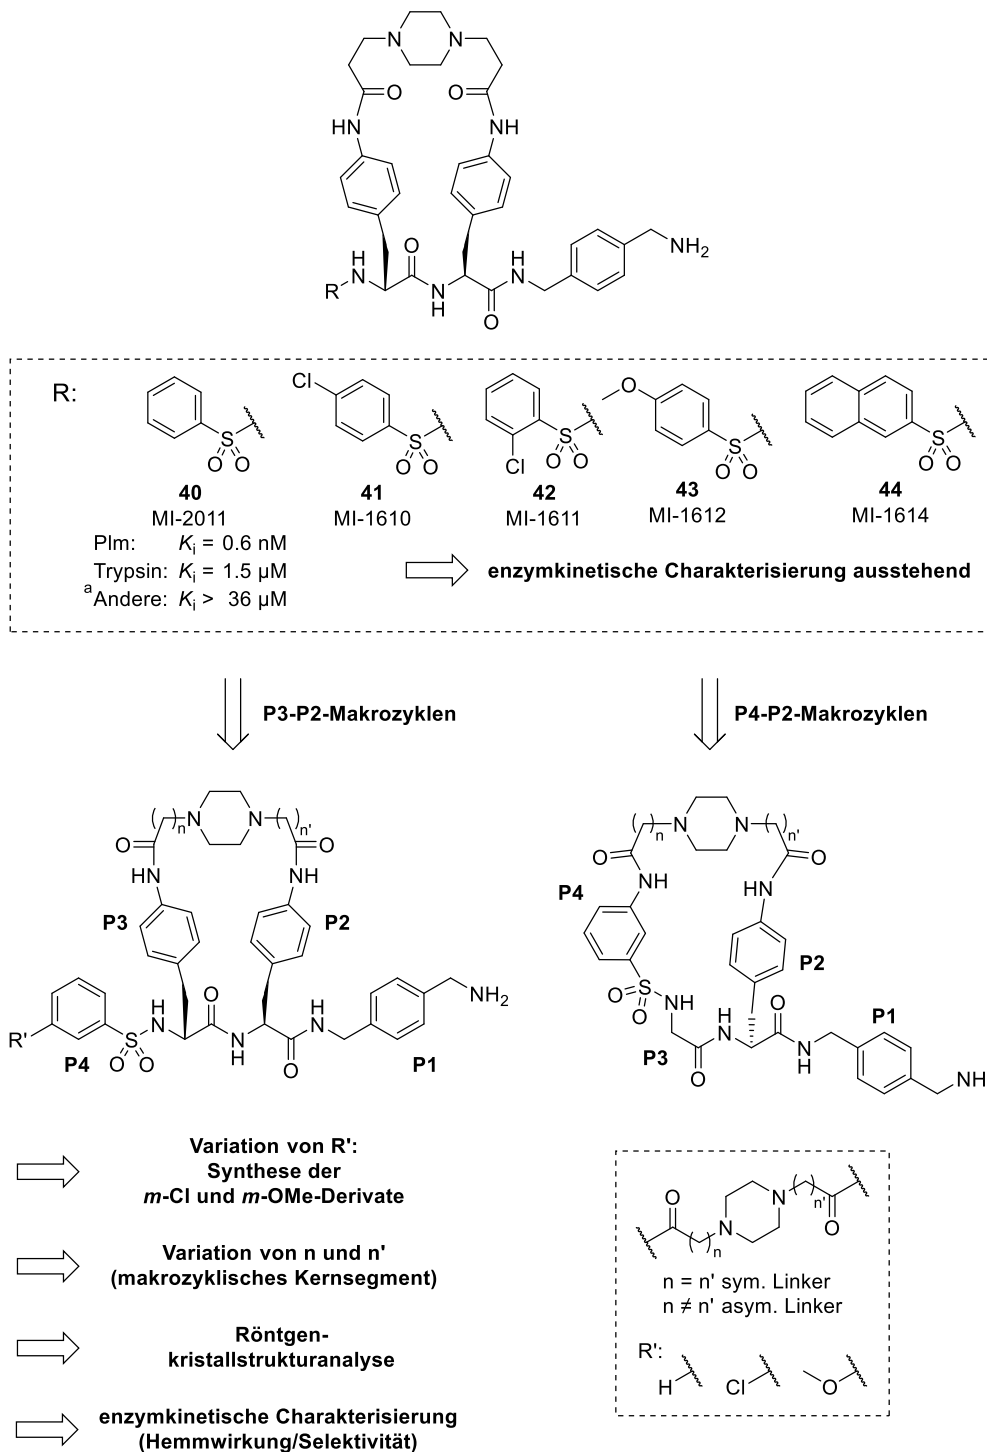 N
N
O
O
HN
NH
H
N
R
O
N
H
H
N
O
NH2
R:
Cl
S
O O
S
O O
S
O O
Cl
O
S
O O
S
O O
40
41
42
43
44
MI-2011
MI-1610
MI-1611
MI-1612
MI-1614
Plm: Ki = 0.6 nM
Trypsin: Ki = 1.5 µM
aAndere: Ki > 36 µM
enzymkinetische Charakterisierung ausstehend
P3-P2-Makrozyklen
P4-P2-Makrozyklen
( )n N
N ( )n'
O
O
HN
NH
P3
P2
R'
P4
S
O O
H
N
O
N
H
O
H
N
NH2
P1
( )n N
N ( )n'
O
O
NH
HN
P4
P2
O
S
O
NH
P3
O
H
N
O
N
H
P1
NH
Variation von R':
Synthese der
m-Cl und m-OMe-Derivate
Variation von n und n'
(makrozyklisches Kernsegment)
Röntgen-
kristallstrukturanalyse
enzymkinetische Charakterisierung
(Hemmwirkung/Selektivität)
O
( )n N
N ( )n'
O
n = n' sym. Linker
n ≠ n' asym. Linker
R':
H
Cl
O